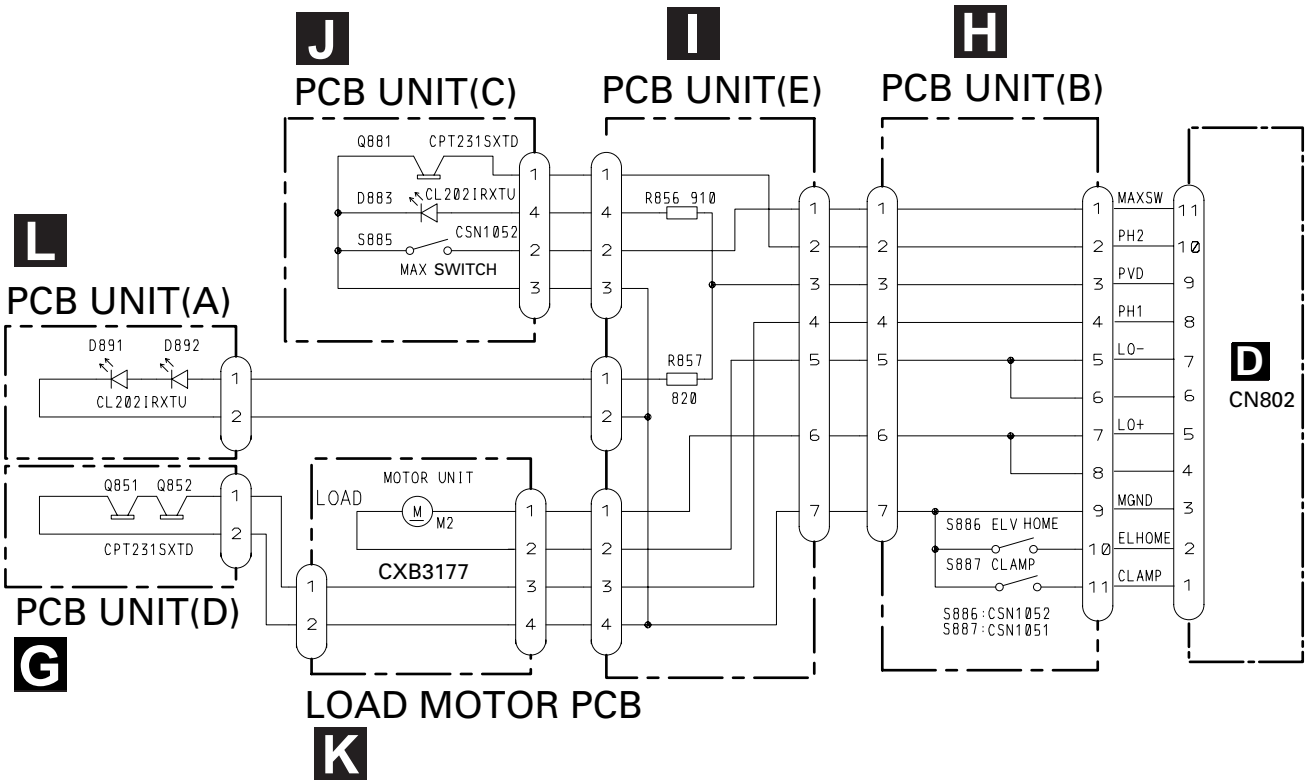 J
PCB UNIT(C)
I
PCB UNIT(E)
H
PCB UNIT(B)
Q881 CPT231SXTD
D883 CL202IRXTU
S885 CSN1052
MAX SWITCH
1
4
2
3
1
4
2
3
R856 910
1
2
3
4
5
6
7
1
2
3
4
5
6
7
1
2
3
4
5
6
7
8
9
10
11
MAXSW
PH2
PVD
PH1
LO-
LO+
MGND
ELHOME
CLAMP
11
10
9
8
7
6
5
4
3
2
1
D
CN802
L
PCB UNIT(A)
D891 D892
CL202IRXTU
1
2
1
2
R857
820
Q851 Q852
CPT231SXTD
1
2
PCB UNIT(D)
G
MOTOR UNIT
LOAD
M
M2
CXB3177
1
2
1
2
3
4
1
2
3
4
S886 ELV HOME
S887 CLAMP
S886:CSN1052
S887:CSN1051
LOAD MOTOR PCB
K